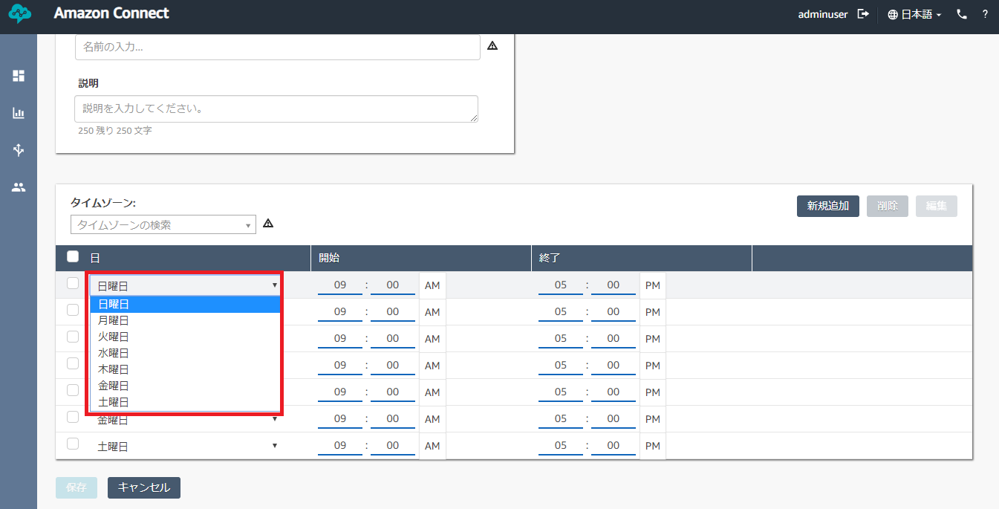 Amazon Connect
adminuser 日本語 ?
名前の入力...
説明
説明を入力してください。
250 残り 250 文字
タイムゾーン:
新規追加 削除 編集
タイムゾーンの検索
日 開始 終了
日曜日 09 : 00 AM 05 : 00 PM
日曜日
月曜日 09 : 00 AM 05 : 00 PM
火曜日 09 : 00 AM 05 : 00 PM
水曜日
木曜日 09 : 00 AM 05 : 00 PM
金曜日 09 : 00 AM 05 : 00 PM
土曜日
金曜日 09 : 00 AM 05 : 00 PM
土曜日 09 : 00 AM 05 : 00 PM
保存 キャンセル